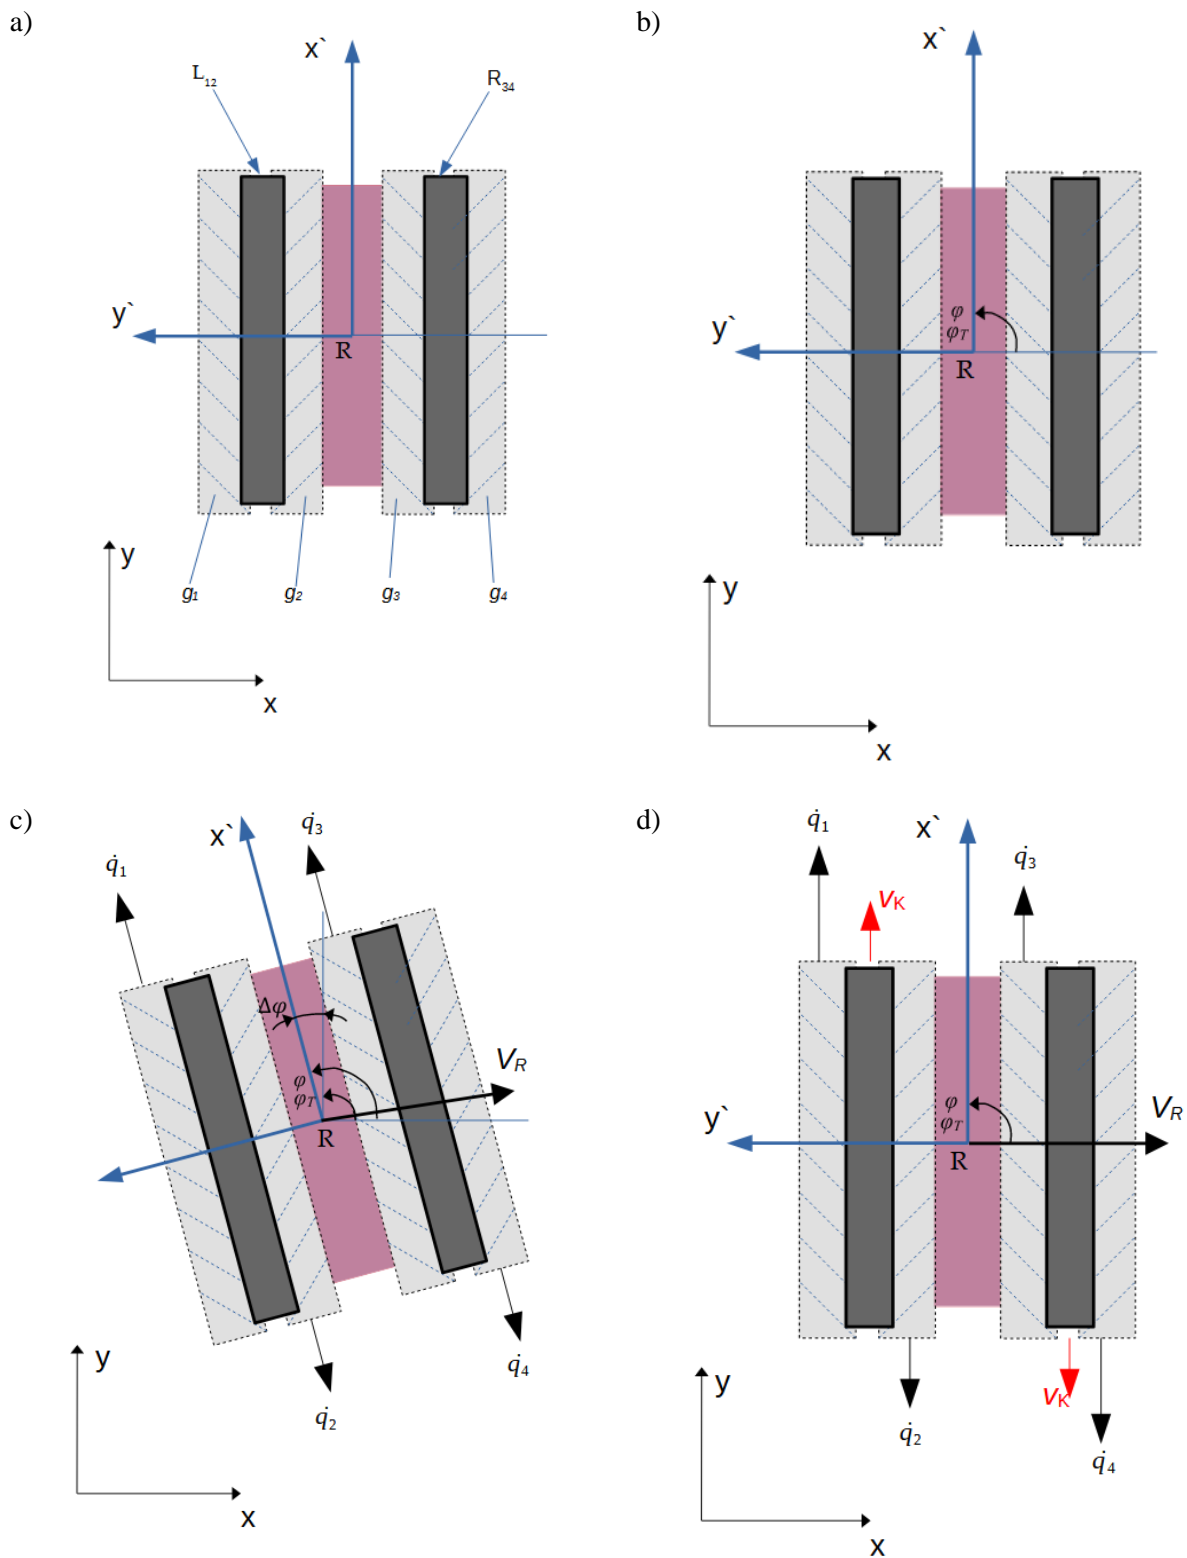 a)
x`
L₁₂
R₃₄
y`
R
y
g₁ g₂ g₃ g₄
x
b)
x`
φ
y` φT
R
y
x
c)
x` q̇₃
q̇₁
Δφ
VR
φ
φT
R
y
q̇₄
q̇₂
x
d)
q̇₁ x`
q̇₃
vK
φ
y` φT VR
R
y
vK
q̇₂
q̇₄
x